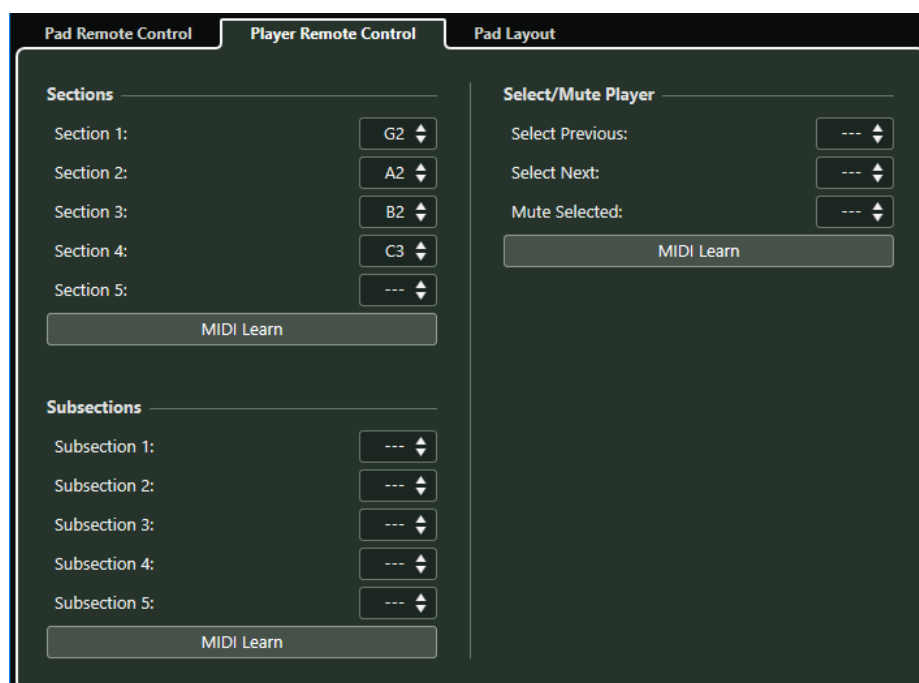 Pad Remote Control Player Remote Control Pad Layout
Sections
Section 1: G2
Section 2: A2
Section 3: B2
Section 4: C3
Section 5: ---
MIDI Learn
Subsections
Subsection 1: ---
Subsection 2: ---
Subsection 3: ---
Subsection 4: ---
Subsection 5: ---
MIDI Learn
Select/Mute Player
Select Previous: ---
Select Next: ---
Mute Selected: ---
MIDI Learn